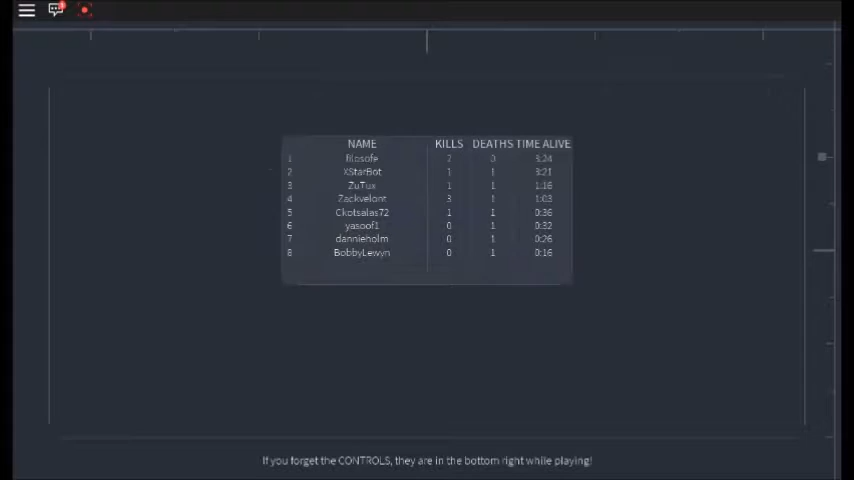 NAME KILLS DEATHS TIME ALIVE
1 filosofe 2 0 3:24
2 XStarBot 1 1 3:21
3 ZuTux 1 1 1:16
4 Zackvelont 3 1 1:03
5 Ckotsalas72 1 1 0:36
6 yasoof1 0 1 0:32
7 dannieholm 0 1 0:26
8 BobbyLewyn 0 1 0:16
If you forget the CONTROLS, they are in the bottom right while playing!